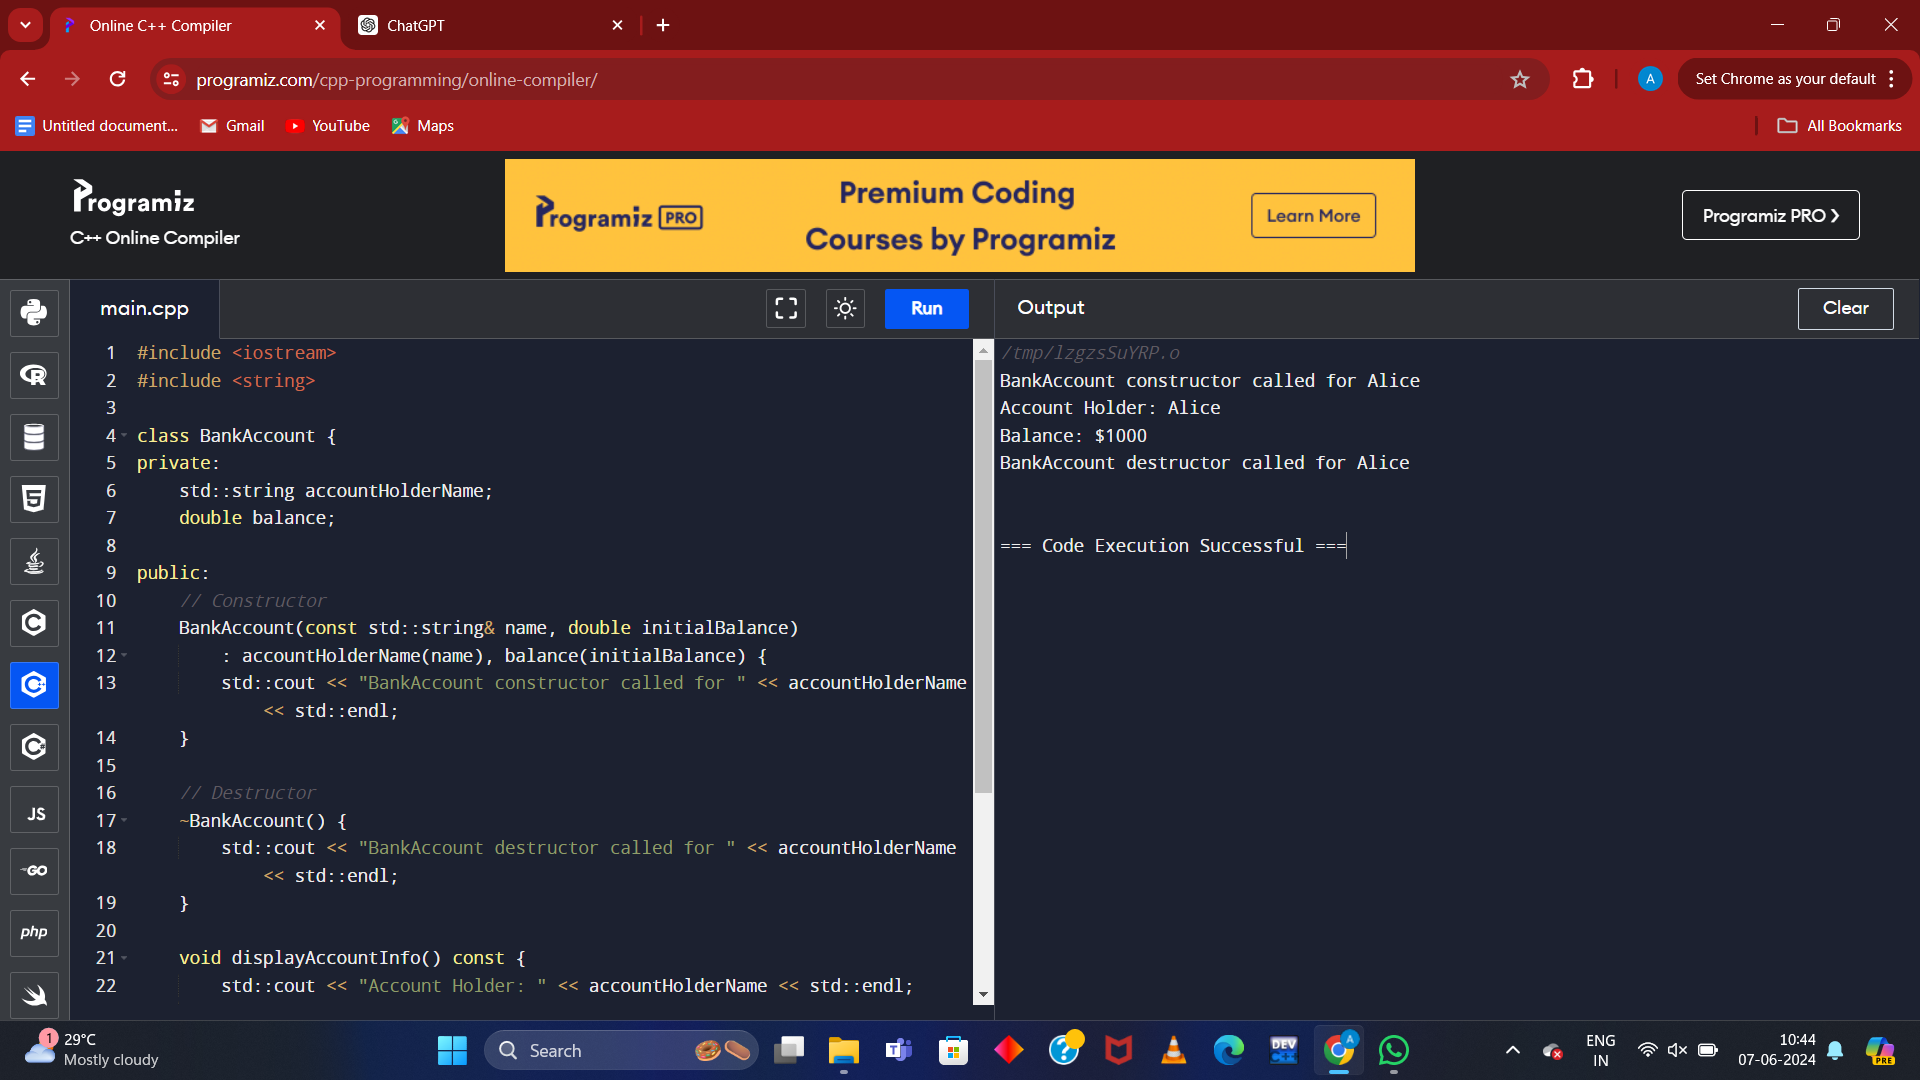 Online C++ Compiler
ChatGPT
programiz.com/cpp-programming/online-compiler/
A
Set Chrome as your default
Untitled document...
Gmail
YouTube
Maps
All Bookmarks
Programiz
C++ Online Compiler
Programiz PRO
Premium Coding
Courses by Programiz
Learn More
Programiz PRO ❯
main.cpp
Run
Output
Clear
1 #include <iostream>
2 #include <string>
3
4 class BankAccount {
5 private:
6     std::string accountHolderName;
7     double balance;
8
9 public:
10     // Constructor
11     BankAccount(const std::string& name, double initialBalance)
12         : accountHolderName(name), balance(initialBalance) {
13         std::cout << "BankAccount constructor called for " << accountHolderName
            << std::endl;
14     }
15
16     // Destructor
17     ~BankAccount() {
18         std::cout << "BankAccount destructor called for " << accountHolderName
            << std::endl;
19     }
20
21     void displayAccountInfo() const {
22         std::cout << "Account Holder: " << accountHolderName << std::endl;
/tmp/lzgzsSuYRP.o
BankAccount constructor called for Alice
Account Holder: Alice
Balance: $1000
BankAccount destructor called for Alice
=== Code Execution Successful ===
R
5
C
C++
C#
JS
GO
php
1
29°C
Mostly cloudy
Search
T
?
DEV
C++
A
ENG
IN
10:44
07-06-2024
PRE